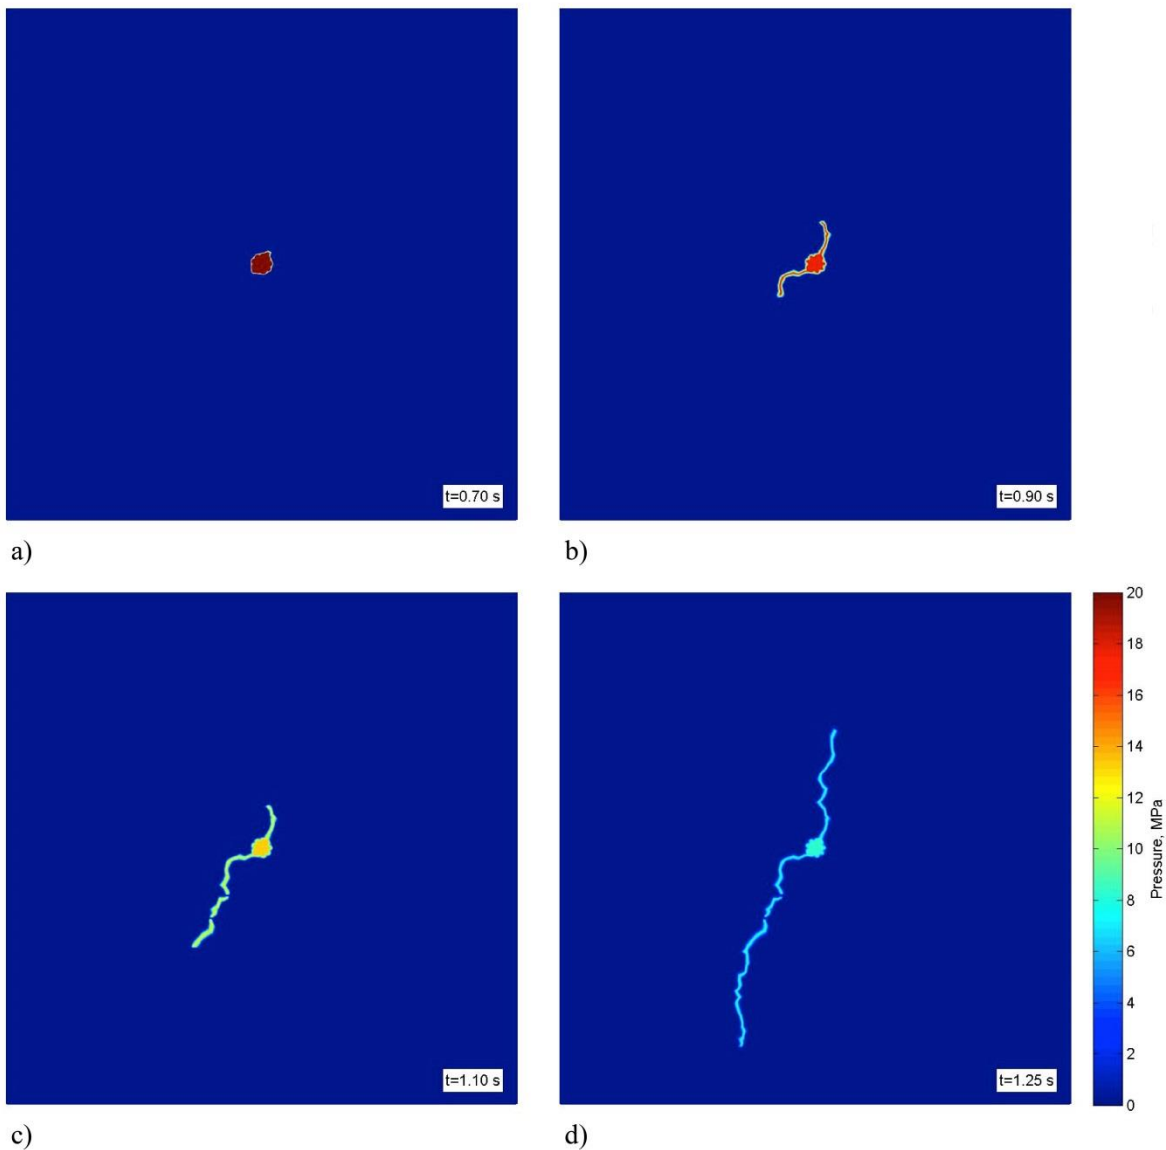 t=0.70 s
t=0.90 s
a)
b)
20
18
16
14
12
10
8
6
4
2
0
Pressure, MPa
t=1.10 s
t=1.25 s
c)
d)